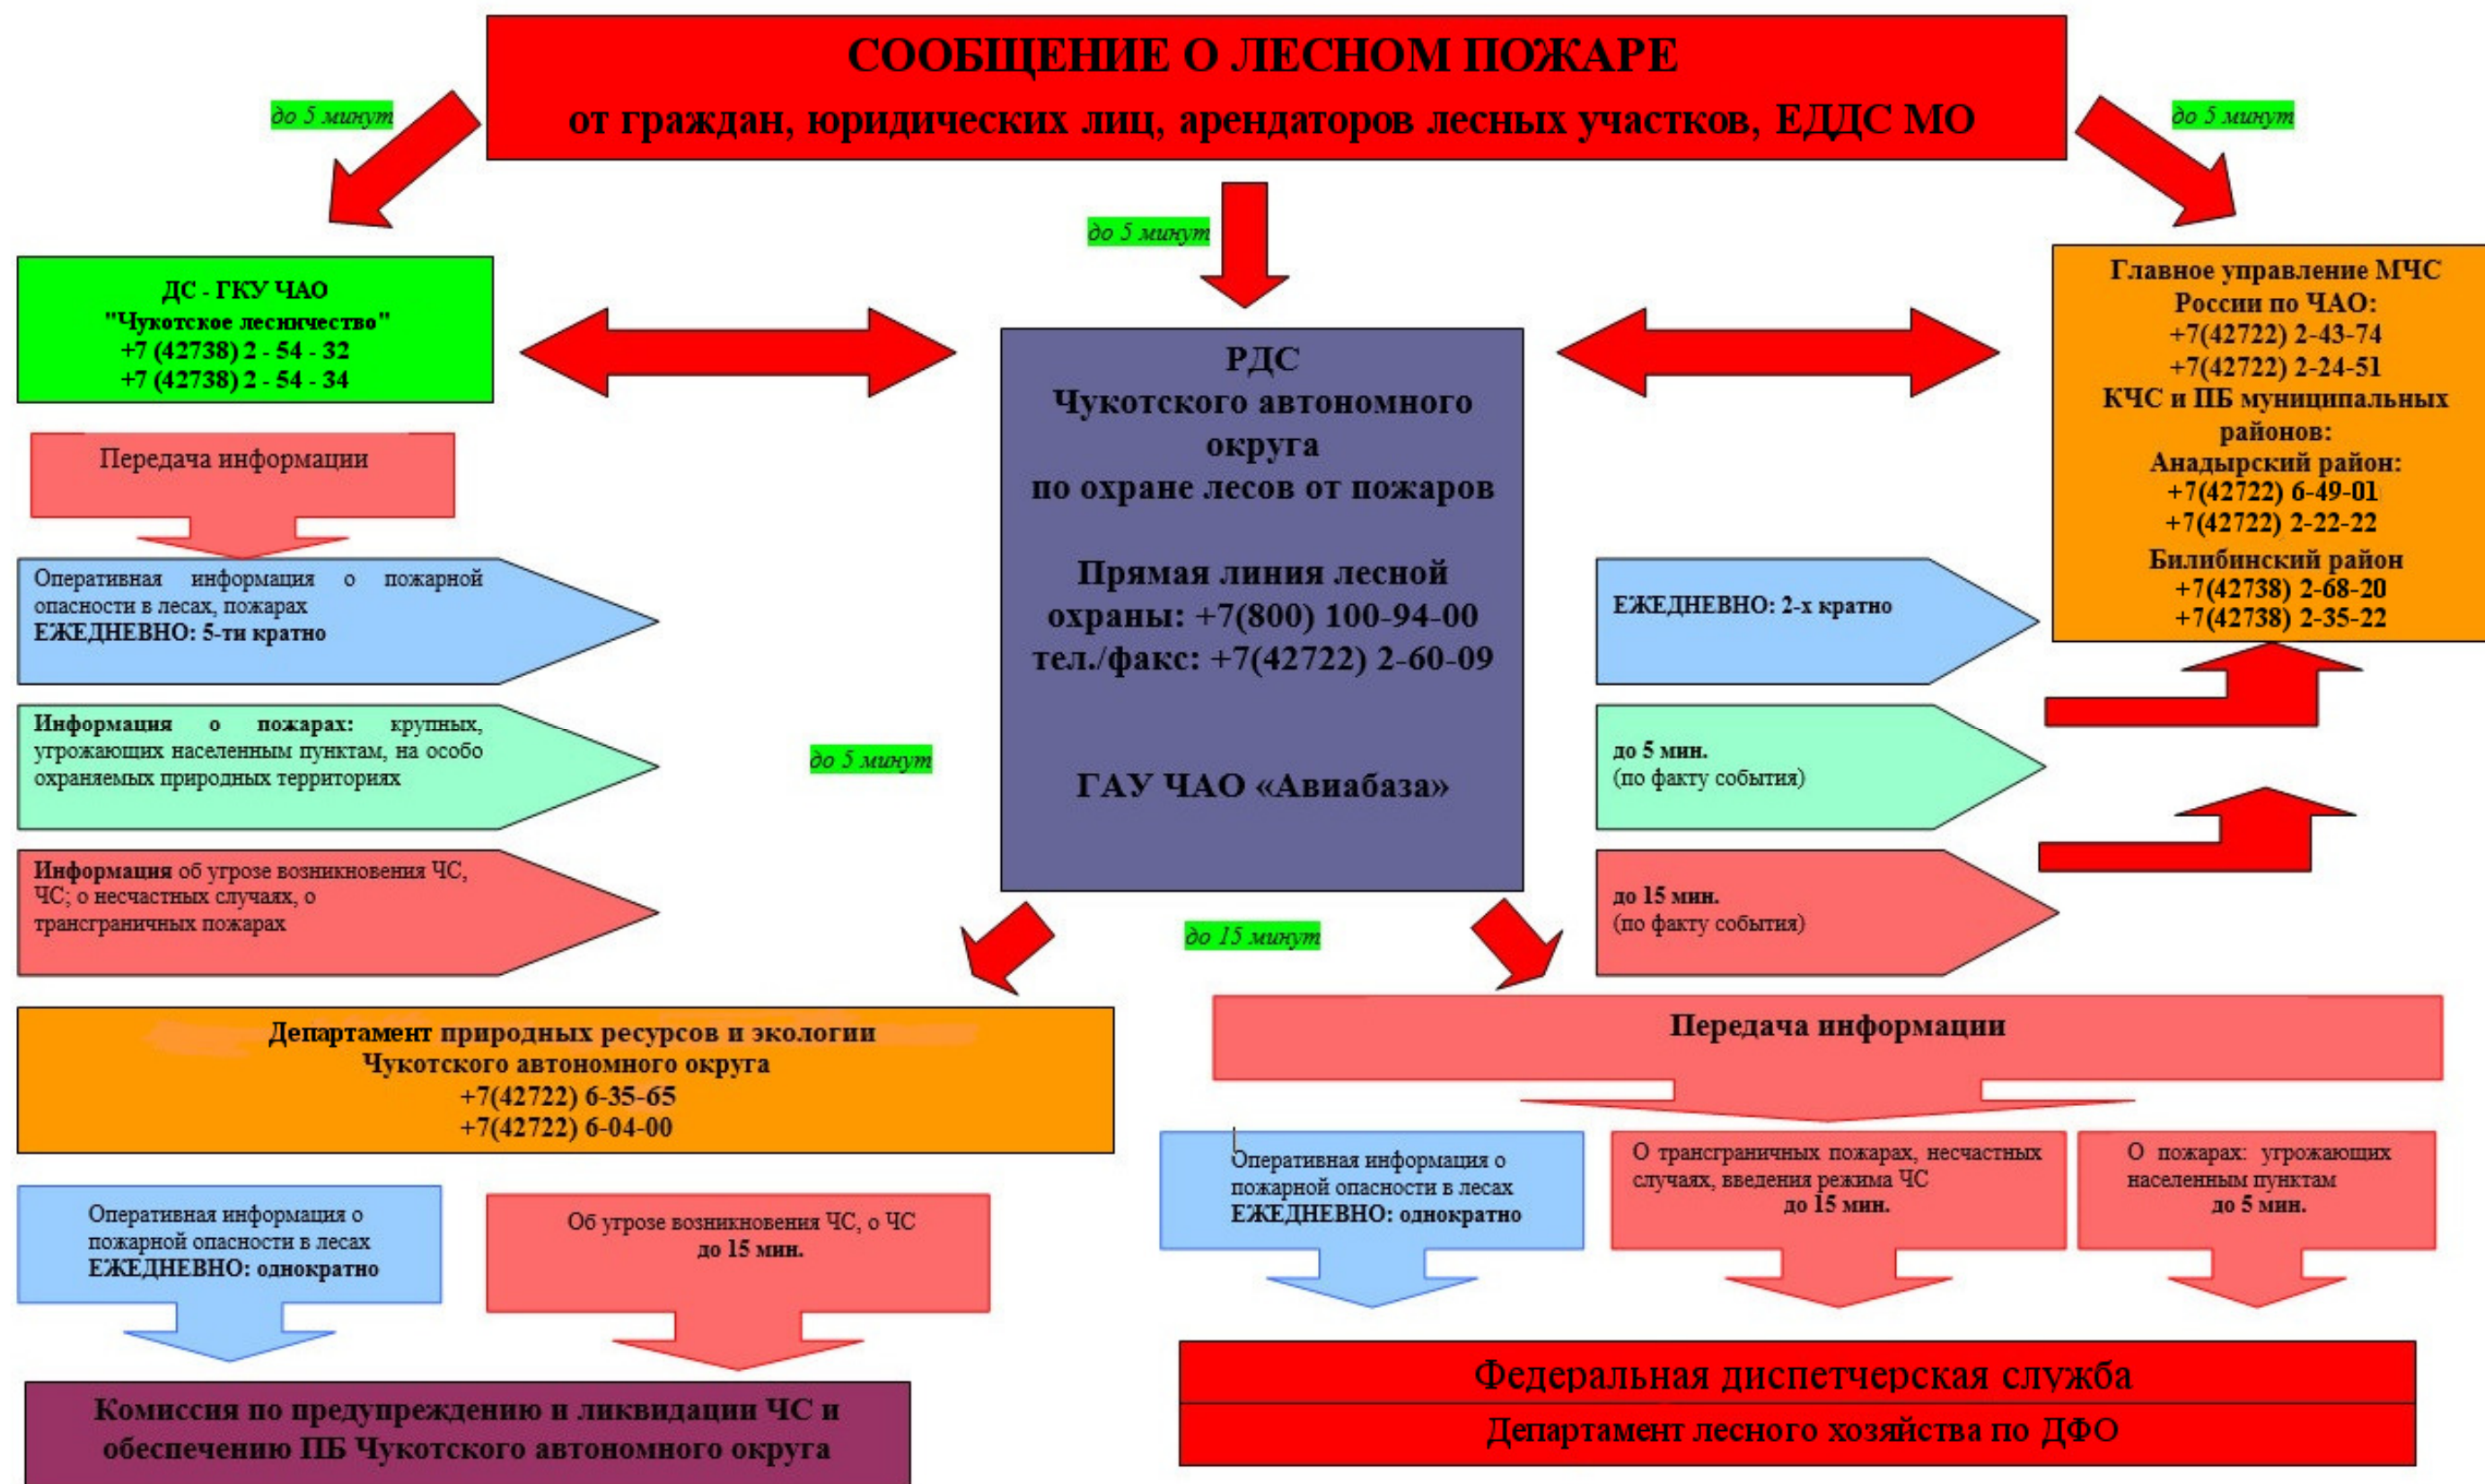 СООБЩЕНИЕ О ЛЕСНОМ ПОЖАРЕ
от граждан, юридических лиц, арендаторов лесных участков, ЕДДС МО
до 5 минут
до 5 минут
до 5 минут
ДС - ГКУ ЧАО
"Чукотское лесничество"
+7 (42738) 2 - 54 - 32
+7 (42738) 2 - 54 - 34
РДС
Чукотского автономного
округа
по охране лесов от пожаров
Прямая линия лесной
охраны: +7(800) 100-94-00
тел./факс: +7(42722) 2-60-09
ГАУ ЧАО «Авиабаза»
Главное управление МЧС
России по ЧАО:
+7(42722) 2-43-74
+7(42722) 2-24-51
КЧС и ПБ муниципальных
районов:
Анадырский район:
+7(42722) 6-49-01
+7(42722) 2-22-22
Билибинский район
+7(42738) 2-68-20
+7(42738) 2-35-22
Передача информации
Оперативная информация о пожарной
опасности в лесах, пожарах
ЕЖЕДНЕВНО: 5-ти кратно
Информация о пожарах: крупных,
угрожающих населенным пунктам, на особо
охраняемых природных территориях
Информация об угрозе возникновения ЧС,
ЧС; о несчастных случаях, о
трансграничных пожарах
до 5 минут
ЕЖЕДНЕВНО: 2-х кратно
до 5 мин.
(по факту события)
до 15 мин.
(по факту события)
до 15 минут
Департамент природных ресурсов и экологии
Чукотского автономного округа
+7(42722) 6-35-65
+7(42722) 6-04-00
Передача информации
Оперативная информация о
пожарной опасности в лесах
ЕЖЕДНЕВНО: однократно
Об угрозе возникновения ЧС, о ЧС
до 15 мин.
Оперативная информация о
пожарной опасности в лесах
ЕЖЕДНЕВНО: однократно
О трансграничных пожарах, несчастных
случаях, введения режима ЧС
до 15 мин.
О пожарах: угрожающих
населенным пунктам
до 5 мин.
Комиссия по предупреждению и ликвидации ЧС и
обеспечению ПБ Чукотского автономного округа
Федеральная диспетчерская служба
Департамент лесного хозяйства по ДФО